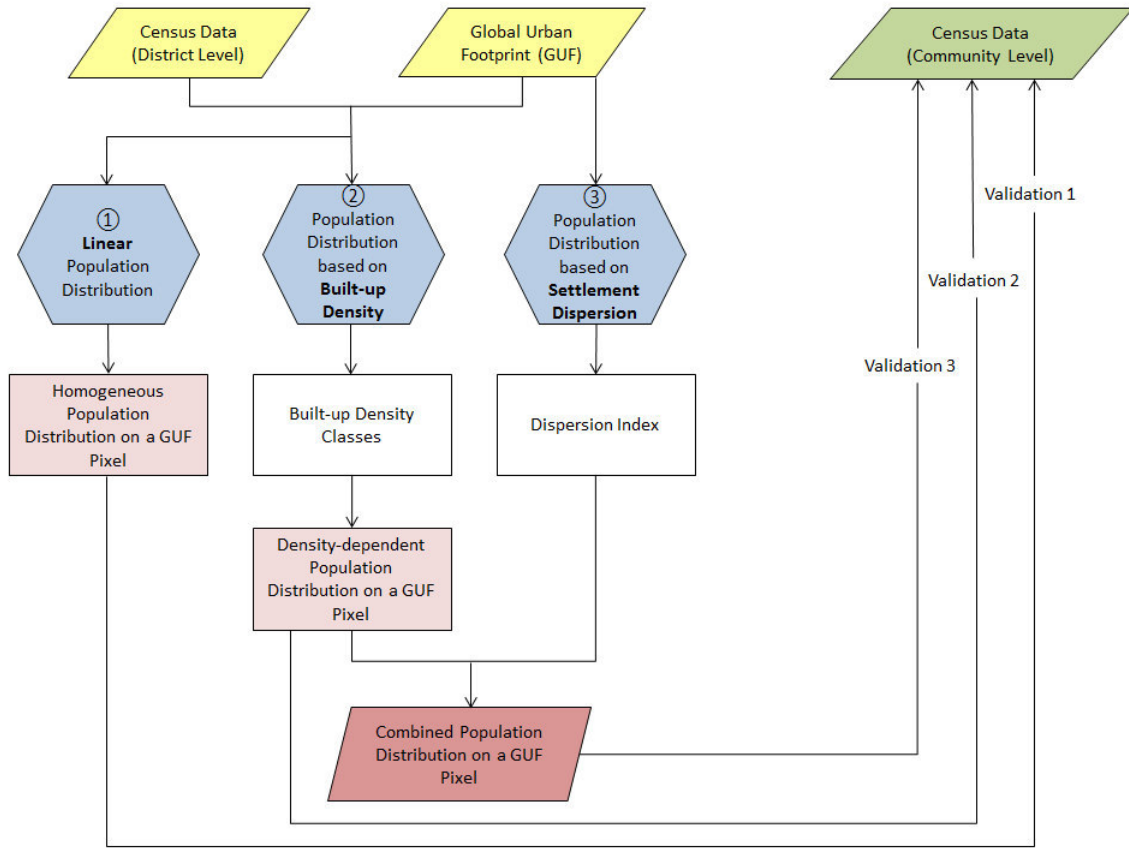 Census Data
(District Level)
Global Urban
Footprint (GUF)
Census Data
(Community Level)
①
Linear
Population
Distribution
②
Population
Distribution
based on
Built-up
Density
③
Population
Distribution
based on
Settlement
Dispersion
Validation 1
Validation 2
Validation 3
Homogeneous
Population
Distribution on a GUF
Pixel
Built-up Density
Classes
Dispersion Index
Density-dependent
Population
Distribution on a GUF
Pixel
Combined Population
Distribution on a GUF
Pixel